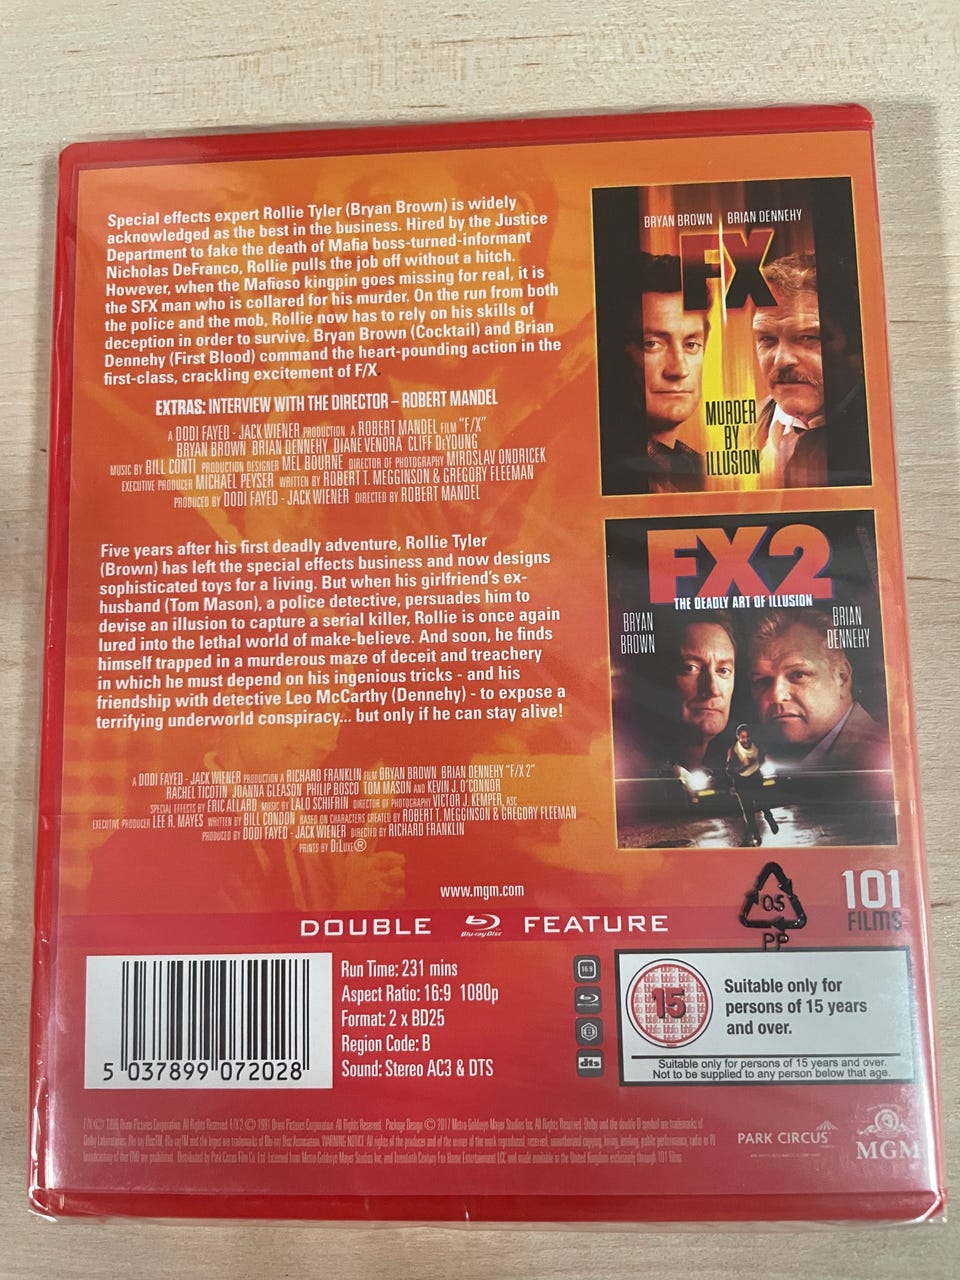 Special effects expert Rollie Tyler (Bryan Brown) is widely
acknowledged as the best in the business. Hired by the Justice
Department to fake the death of Mafia boss-turned-informant
Nicholas DeFranco, Rollie pulls the job off without a hitch.
However, when the Mafioso kingpin goes missing for real, it is
the SFX man who is collared for his murder. On the run from both
the police and the mob, Rollie now has to rely on his skills of
deception in order to survive. Bryan Brown (Cocktail) and Brian
Dennehy (First Blood) command the heart-pounding action in the
first-class, crackling excitement of F/X.
EXTRAS: INTERVIEW WITH THE DIRECTOR – ROBERT MANDEL
A DODI FAYED - JACK WIENER PRODUCTION A ROBERT MANDEL FILM "F/X"
BRYAN BROWN BRIAN DENNEHY DIANE VENORA CLIFF DeYOUNG
MUSIC BY BILL CONTI PRODUCTION DESIGNER MEL BOURNE DIRECTOR OF PHOTOGRAPHY MIROSLAV ONDRICEK
EXECUTIVE PRODUCER MICHAEL PEYSER WRITTEN BY ROBERT T. MEGGINSON & GREGORY FLEEMAN
PRODUCED BY DODI FAYED - JACK WIENER DIRECTED BY ROBERT MANDEL
BRYAN BROWN BRIAN DENNEHY
FX
MURDER
BY
ILLUSION
Five years after his first deadly adventure, Rollie Tyler
(Brown) has left the special effects business and now designs
sophisticated toys for a living. But when his girlfriend's ex-
husband (Tom Mason), a police detective, persuades him to
devise an illusion to capture a serial killer, Rollie is once again
lured into the lethal world of make-believe. And soon, he finds
himself trapped in a murderous maze of deceit and treachery
in which he must depend on his ingenious tricks - and his
friendship with detective Leo McCarthy (Dennehy) - to expose a
terrifying underworld conspiracy... but only if he can stay alive!
A DODI FAYED - JACK WIENER PRODUCTION A RICHARD FRANKLIN FILM BRYAN BROWN BRIAN DENNEHY "F/X 2"
RACHEL TICOTIN JOANNA GLEASON PHILIP BOSCO TOM MASON AND KEVIN J. O'CONNOR
SPECIAL EFFECTS BY ERIC ALLARD MUSIC BY LALO SCHIFRIN DIRECTOR OF PHOTOGRAPHY VICTOR J. KEMPER, ASC
EXECUTIVE PRODUCER LEE R. MAYES WRITTEN BY BILL CONDON BASED ON CHARACTERS CREATED BY ROBERT T. MEGGINSON & GREGORY FLEEMAN
PRODUCED BY DODI FAYED - JACK WIENER DIRECTED BY RICHARD FRANKLIN
PRINTS BY DeLuxe®
FX2
THE DEADLY ART OF ILLUSION
BRYAN
BROWN
BRIAN
DENNEHY
www.mgm.com
05
PP
101
FILMS
DOUBLE Blu-ray Disc FEATURE
Run Time: 231 mins
Aspect Ratio: 16:9 1080p
Format: 2 x BD25
Region Code: B
Sound: Stereo AC3 & DTS
5 037899 072028
16:9
B
dts
15
Suitable only for
persons of 15 years
and over.
Suitable only for persons of 15 years and over.
Not to be supplied to any person below that age.
PARK CIRCUS
MGM